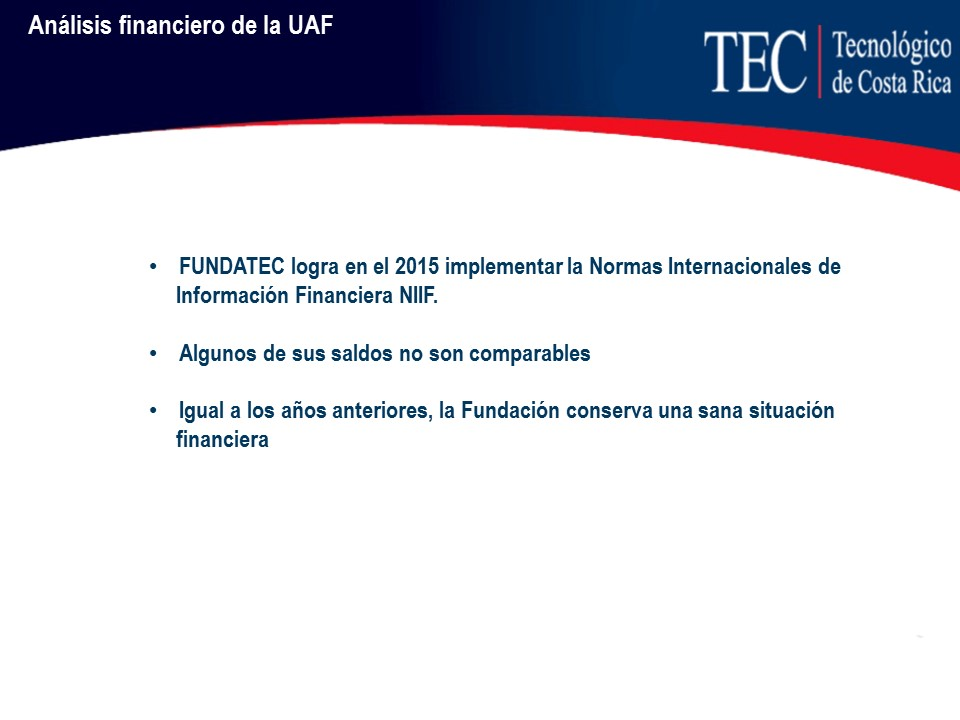 Análisis financiero de la UAF
TEC | Tecnológico
de Costa Rica
• FUNDATEC logra en el 2015 implementar la Normas Internacionales de
Información Financiera NIIF.
• Algunos de sus saldos no son comparables
• Igual a los años anteriores, la Fundación conserva una sana situación
financiera